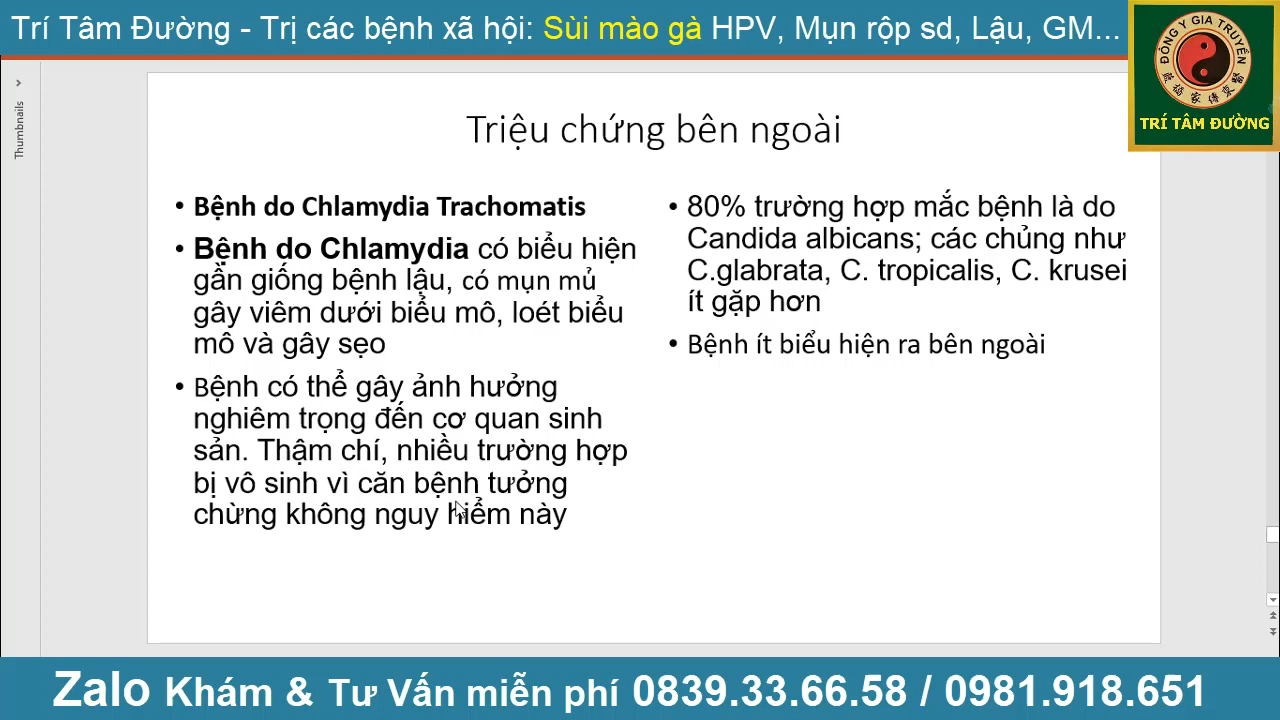 Trí Tâm Đường - Trị các bệnh xã hội: Sùi mào gà HPV, Mụn rộp sd, Lậu, GM...
ĐÔNG Y GIA TRUYỀN
TRÍ TÂM ĐƯỜNG
Thumbnails
Triệu chứng bên ngoài
• Bệnh do Chlamydia Trachomatis
• Bệnh do Chlamydia có biểu hiện
gần giống bệnh lậu, có mụn mủ
gây viêm dưới biểu mô, loét biểu
mô và gây sẹo
• Bệnh có thể gây ảnh hưởng
nghiêm trọng đến cơ quan sinh
sản. Thậm chí, nhiều trường hợp
bị vô sinh vì căn bệnh tưởng
chừng không nguy hiểm này
• 80% trường hợp mắc bệnh là do
Candida albicans; các chủng như
C.glabrata, C. tropicalis, C. krusei
ít gặp hơn
• Bệnh ít biểu hiện ra bên ngoài
Zalo Khám & Tư Vấn miễn phí 0839.33.66.58 / 0981.918.651